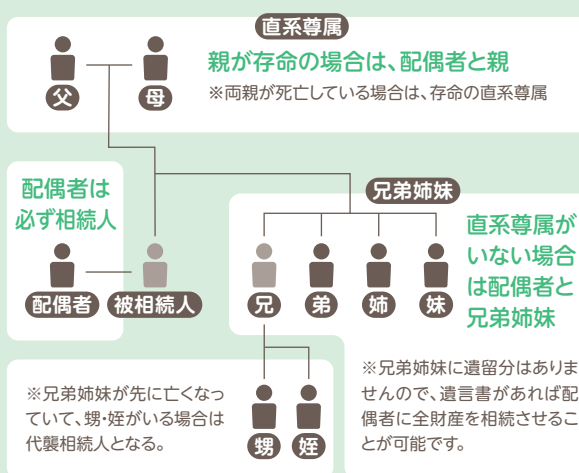 直系尊属
親が存命の場合は、配偶者と親
※両親が死亡している場合は、存命の直系尊属
父
母
配偶者は
必ず相続人
配偶者
被相続人
兄弟姉妹
兄
弟
姉
妹
直系尊属が
いない場合
は配偶者と
兄弟姉妹
※兄弟姉妹が先に亡くなっ
ていて、甥・姪がいる場合は
代襲相続人となる。
甥
姪
※兄弟姉妹に遺留分はありま
せんので、遺言書があれば配
偶者に全財産を相続させるこ
とが可能です。